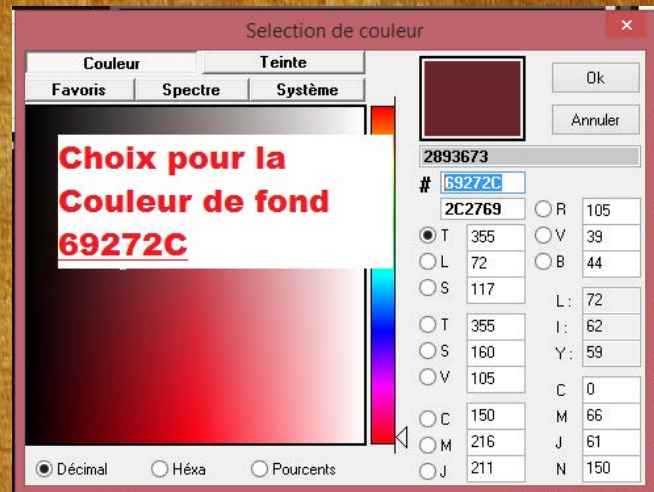 Selection de couleur
×
Couleur Teinte
Favoris Spectre Système
Choix pour la
Couleur de fond
69272C
Ok
Annuler
2893673
# 69272C
2C2769
T 355
L 72
S 117
T 355
S 160
V 105
C 150
M 216
J 211
R 105
V 39
B 44
L: 72
I: 62
Y: 59
C 0
M 66
J 61
N 150
Décimal Héxa Pourcents